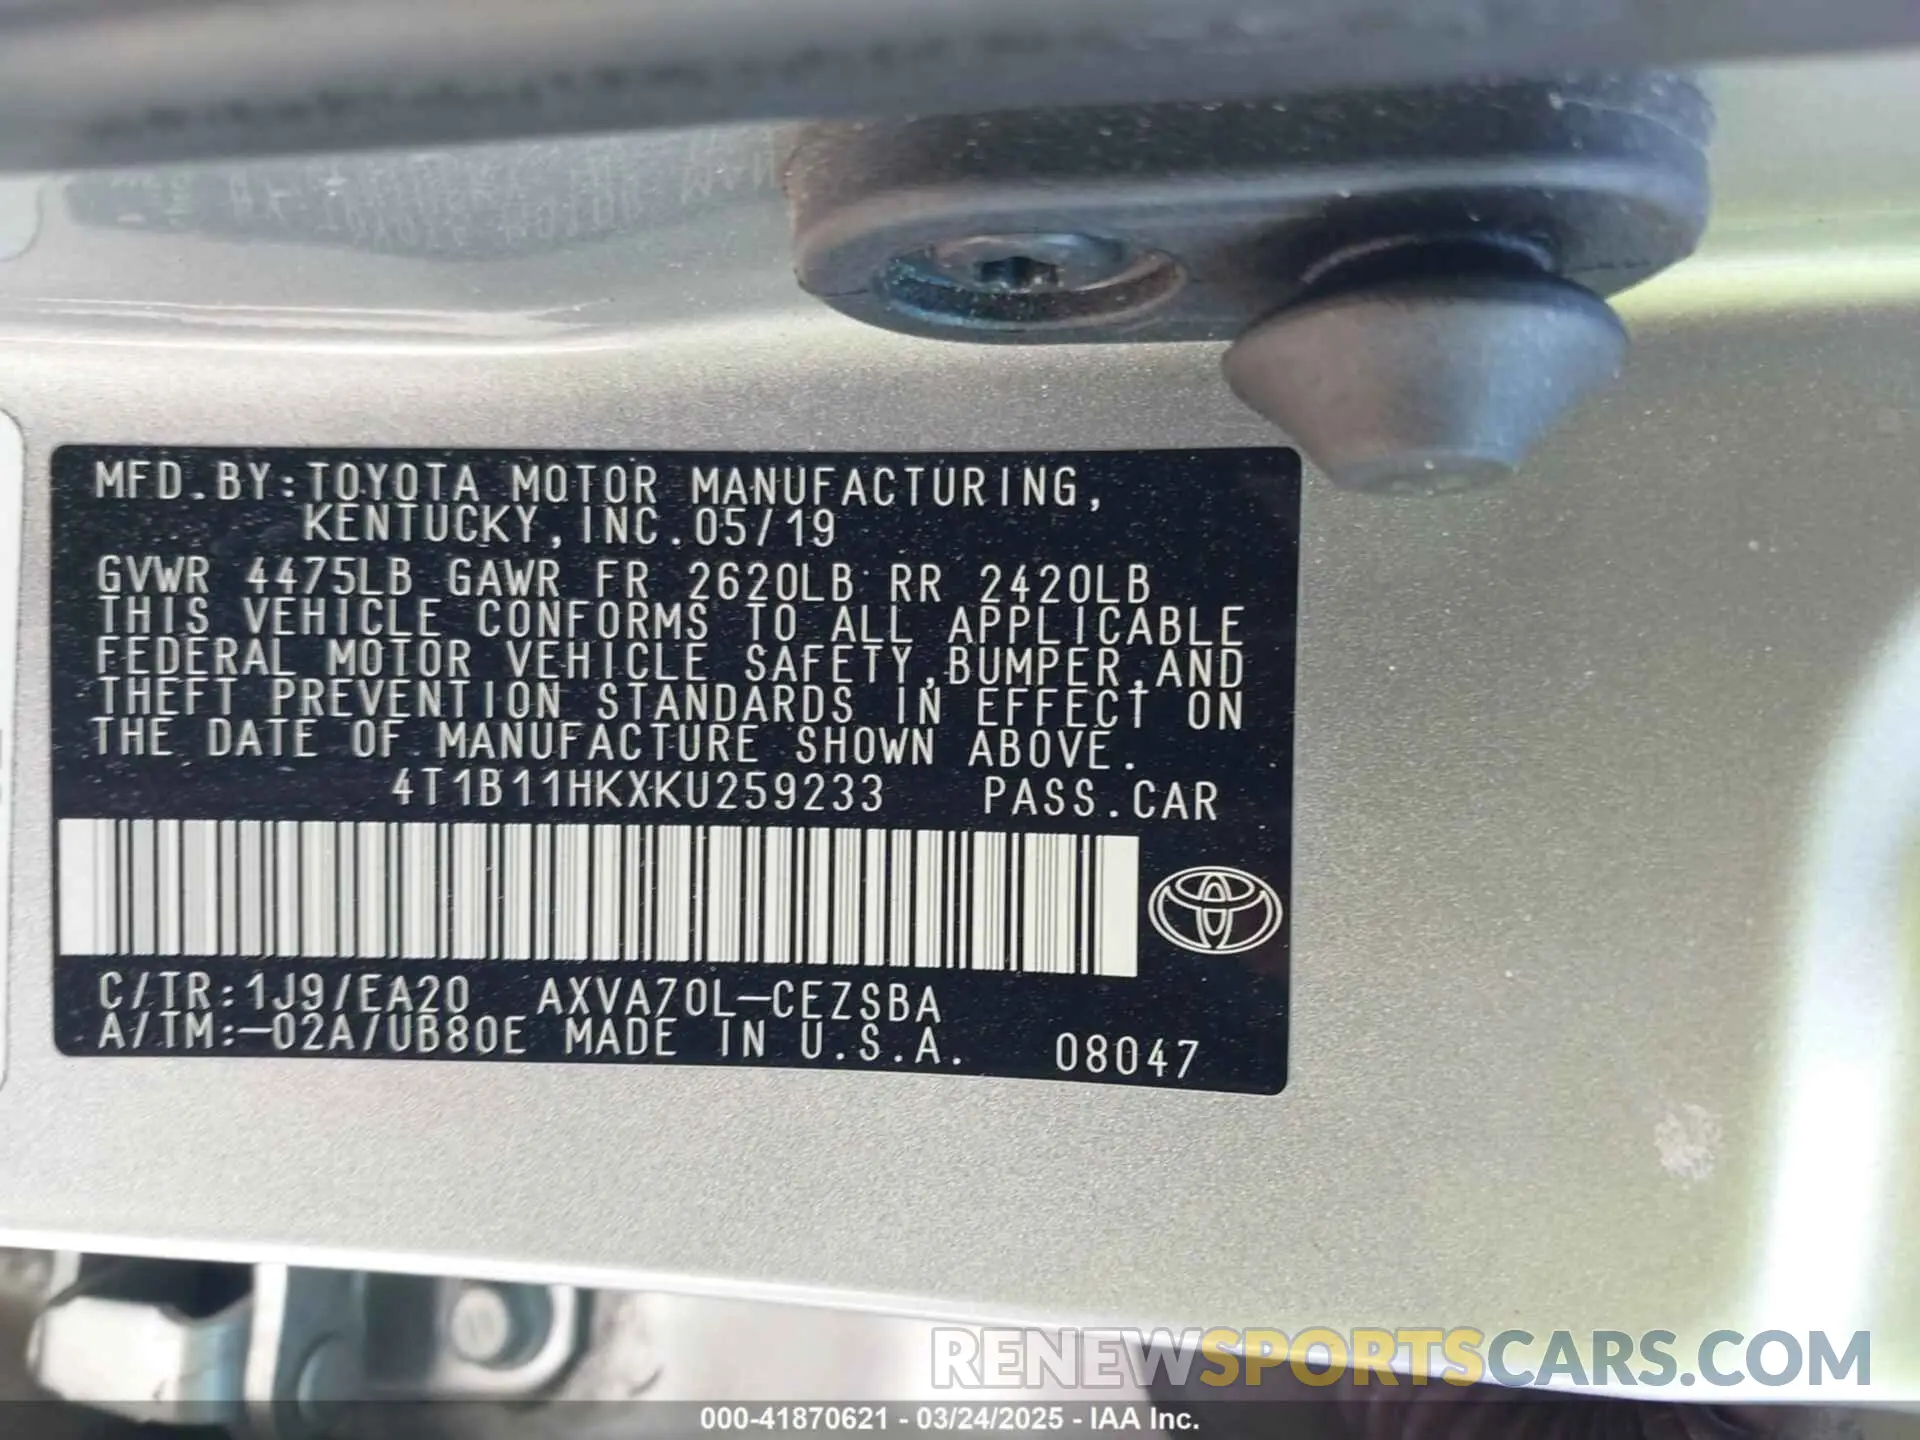 MFD.BY:TOYOTA MOTOR MANUFACTURING,
KENTUCKY,INC.05/19
GVWR 4475LB GAWR FR 2620LB RR 2420LB
THIS VEHICLE CONFORMS TO ALL APPLICABLE
FEDERAL MOTOR VEHICLE SAFETY,BUMPER,AND
THEFT PREVENTION STANDARDS IN EFFECT ON
THE DATE OF MANUFACTURE SHOWN ABOVE.
4T1B11HKXKU259233 PASS.CAR
C/TR:1J9/EA20 AXVA70L-CEZSBA
A/TM:-02A/UB80E MADE IN U.S.A. 08047
RENEWSPORTSCARS.COM
000-41870621 - 03/24/2025 - IAA Inc.